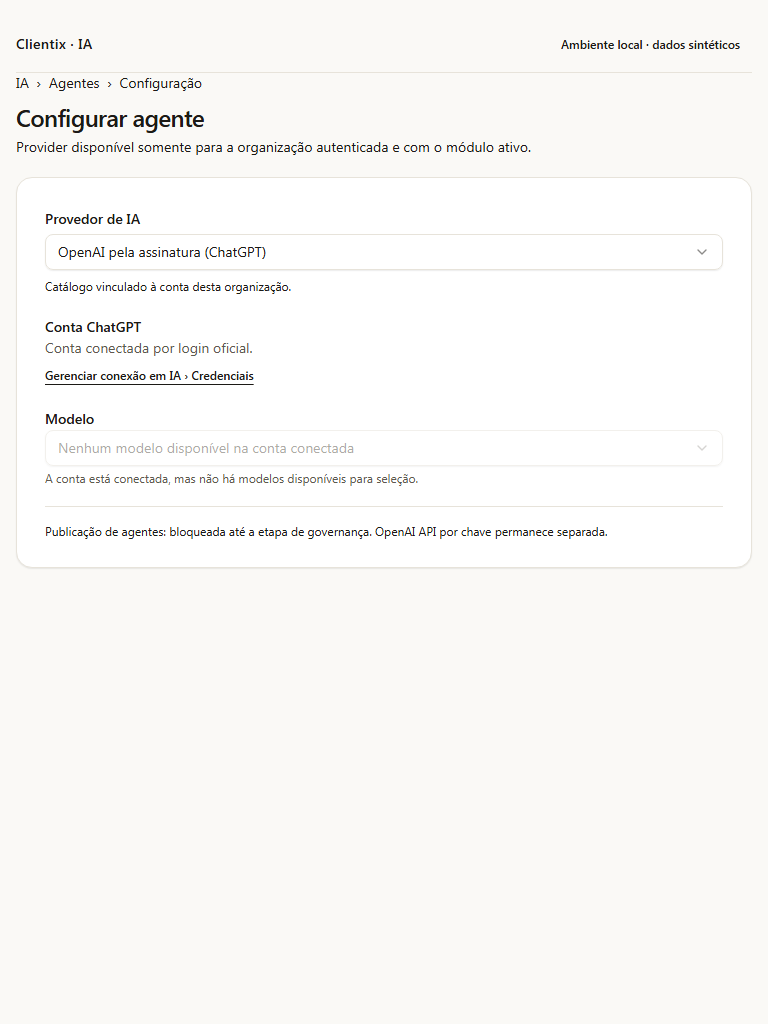 Clientix · IA
Ambiente local · dados sintéticos
IA › Agentes › Configuração
Configurar agente
Provider disponível somente para a organização autenticada e com o módulo ativo.
Provedor de IA
OpenAI pela assinatura (ChatGPT)
Catálogo vinculado à conta desta organização.
Conta ChatGPT
Conta conectada por login oficial.
Gerenciar conexão em IA › Credenciais
Modelo
Nenhum modelo disponível na conta conectada
A conta está conectada, mas não há modelos disponíveis para seleção.
Publicação de agentes: bloqueada até a etapa de governança. OpenAI API por chave permanece separada.